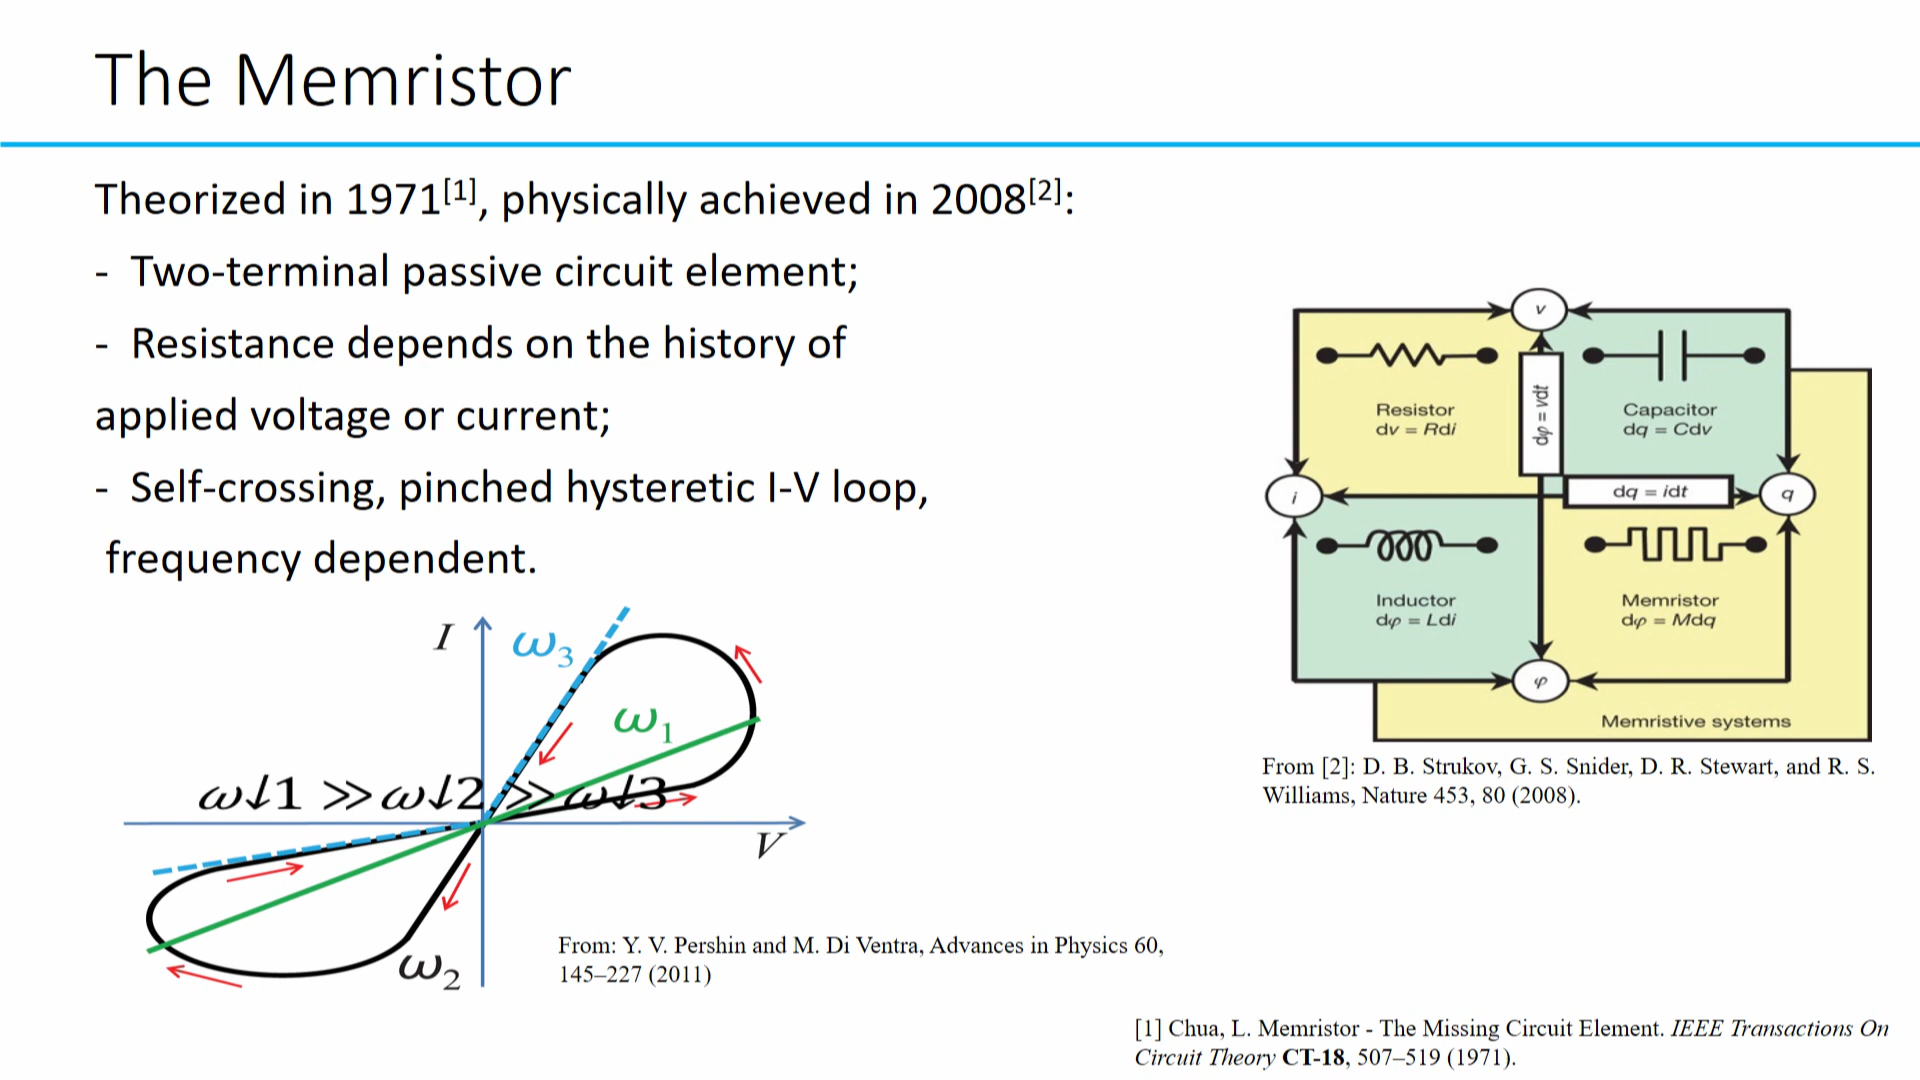 The Memristor
Theorized in 1971[1], physically achieved in 2008[2]:
- Two-terminal passive circuit element;
- Resistance depends on the history of
applied voltage or current;
- Self-crossing, pinched hysteretic I-V loop,
frequency dependent.
I
ω3
ω1
ω↓1 ≫ω↓2 ≫ω↓3
V
ω2
From: Y. V. Pershin and M. Di Ventra, Advances in Physics 60,
145–227 (2011)
v
Resistor
dv = Rdi
dφ = vdt
Capacitor
dq = Cdv
i
dq = idt
q
Inductor
dφ = Ldi
Memristor
dφ = Mdq
φ
Memristive systems
From [2]: D. B. Strukov, G. S. Snider, D. R. Stewart, and R. S.
Williams, Nature 453, 80 (2008).
[1] Chua, L. Memristor - The Missing Circuit Element. IEEE Transactions On
Circuit Theory CT-18, 507–519 (1971).